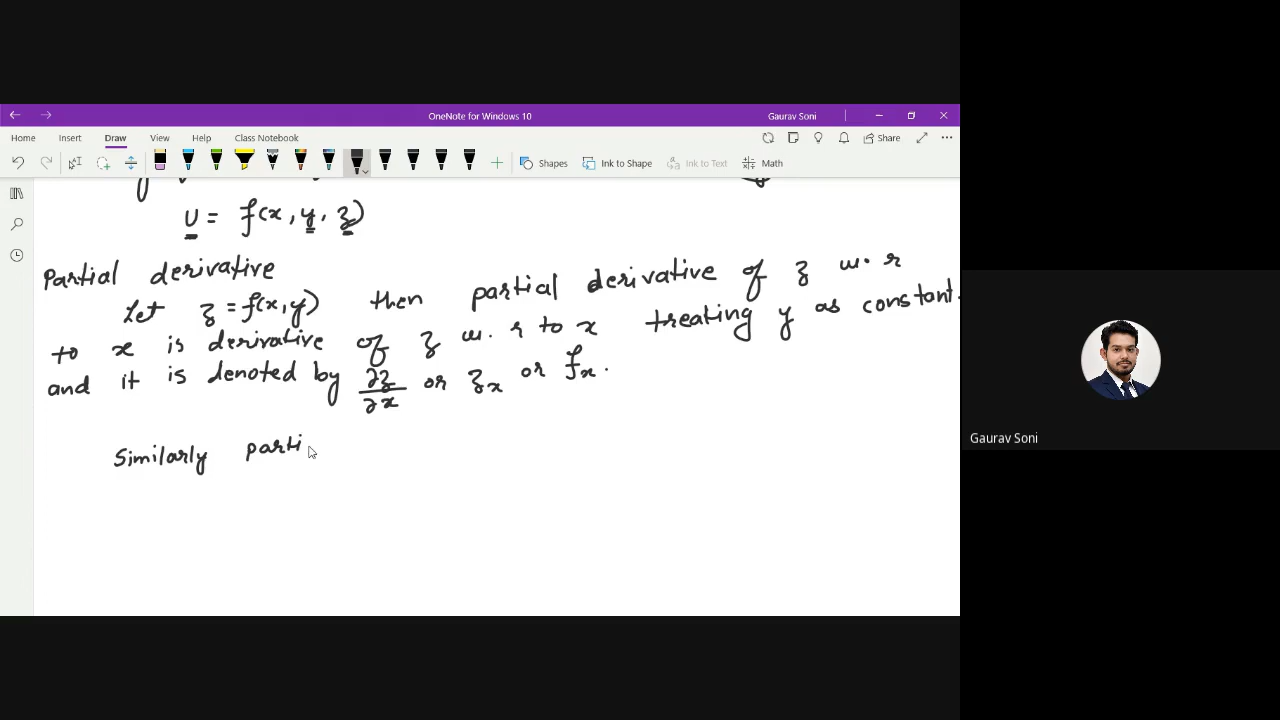 OneNote for Windows 10
Gaurav Soni
Home Insert Draw View Help Class Notebook
Share
Shapes Ink to Shape Ink to Text Math
U = f(x, y, z)
Partial derivative
Let z = f(x,y) then partial derivative of z w.r
to x is derivative of z w.r to x treating y as constant.
and it is denoted by ∂z/∂x or zₓ or fₓ.
Similarly parti
Gaurav Soni